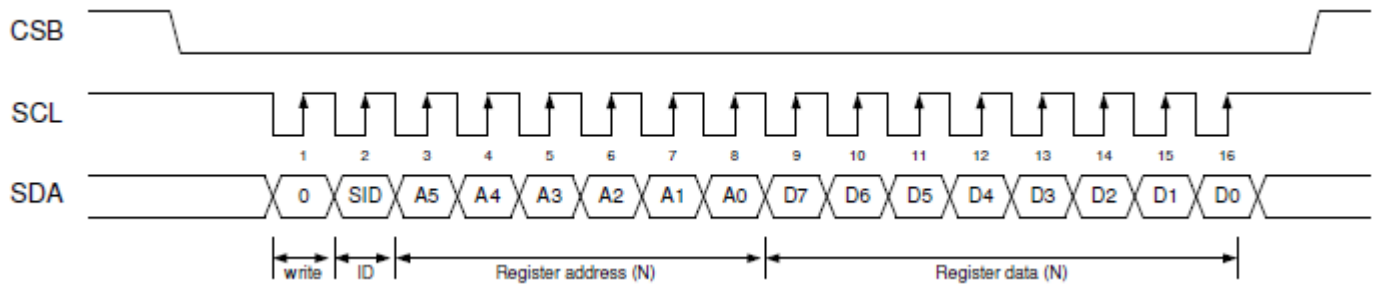 CSB
SCL
1 2 3 4 5 6 7 8 9 10 11 12 13 14 15 16
SDA 0 SID A5 A4 A3 A2 A1 A0 D7 D6 D5 D4 D3 D2 D1 D0
write ID Register address (N) Register data (N)